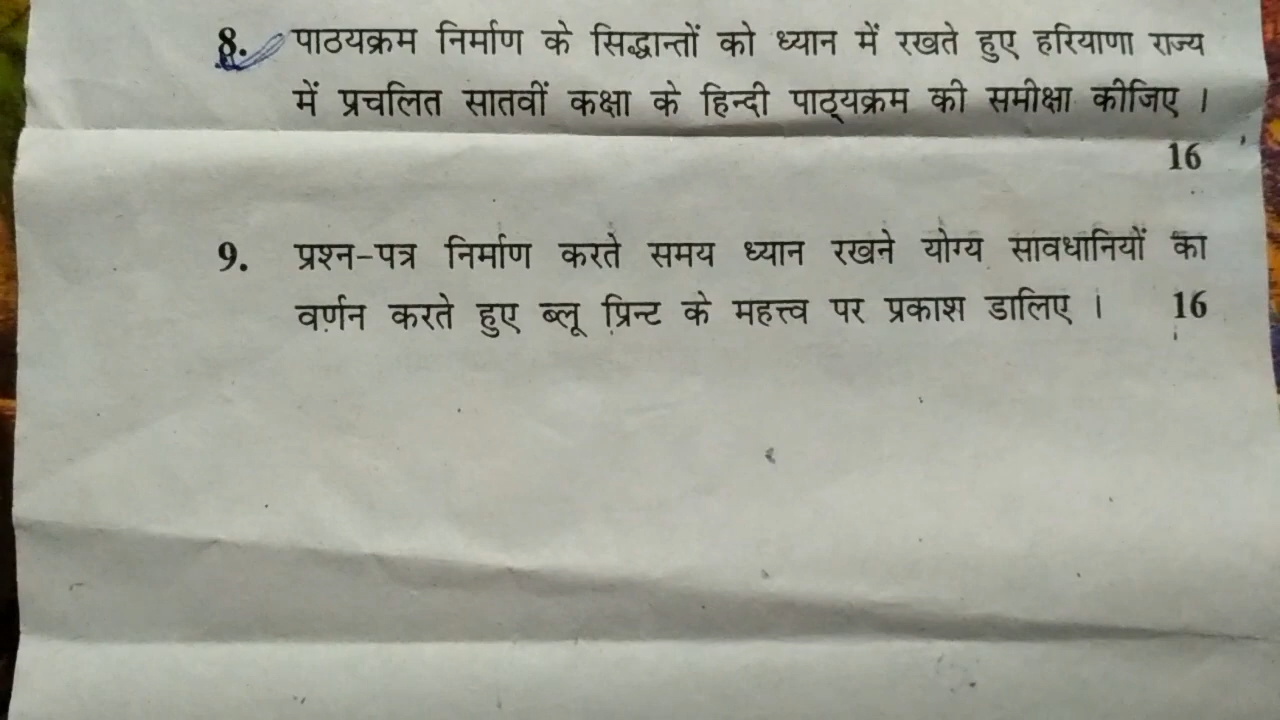 8. पाठयक्रम निर्माण के सिद्धान्तों को ध्यान में रखते हुए हरियाणा राज्य
में प्रचलित सातवीं कक्षा के हिन्दी पाठ्यक्रम की समीक्षा कीजिए ।
16
9. प्रश्न-पत्र निर्माण करते समय ध्यान रखने योग्य सावधानियों का
वर्णन करते हुए ब्लू प्रिन्ट के महत्त्व पर प्रकाश डालिए । 16